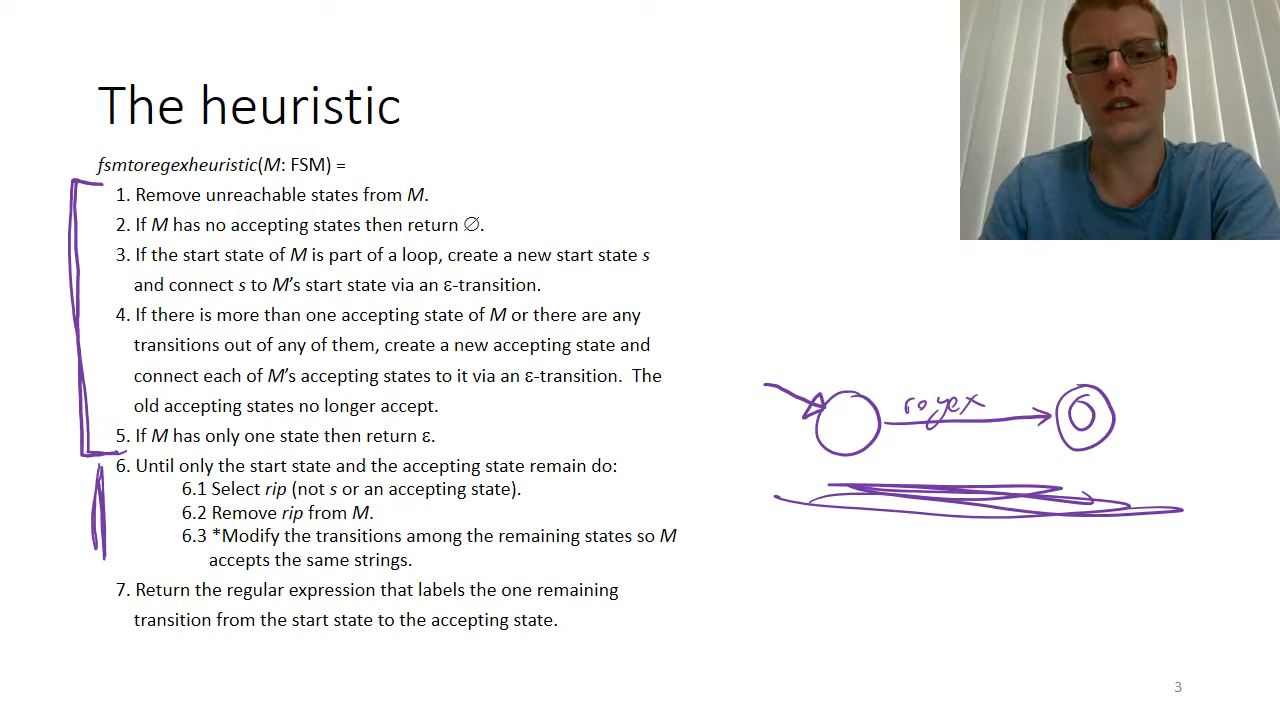 The heuristic
fsmtoregexheuristic(M: FSM) =
1. Remove unreachable states from M.
2. If M has no accepting states then return ∅.
3. If the start state of M is part of a loop, create a new start state s
and connect s to M's start state via an ε-transition.
4. If there is more than one accepting state of M or there are any
transitions out of any of them, create a new accepting state and
connect each of M's accepting states to it via an ε-transition. The
old accepting states no longer accept.
5. If M has only one state then return ε.
6. Until only the start state and the accepting state remain do:
6.1 Select rip (not s or an accepting state).
6.2 Remove rip from M.
6.3 *Modify the transitions among the remaining states so M
accepts the same strings.
7. Return the regular expression that labels the one remaining
transition from the start state to the accepting state.
regex
3